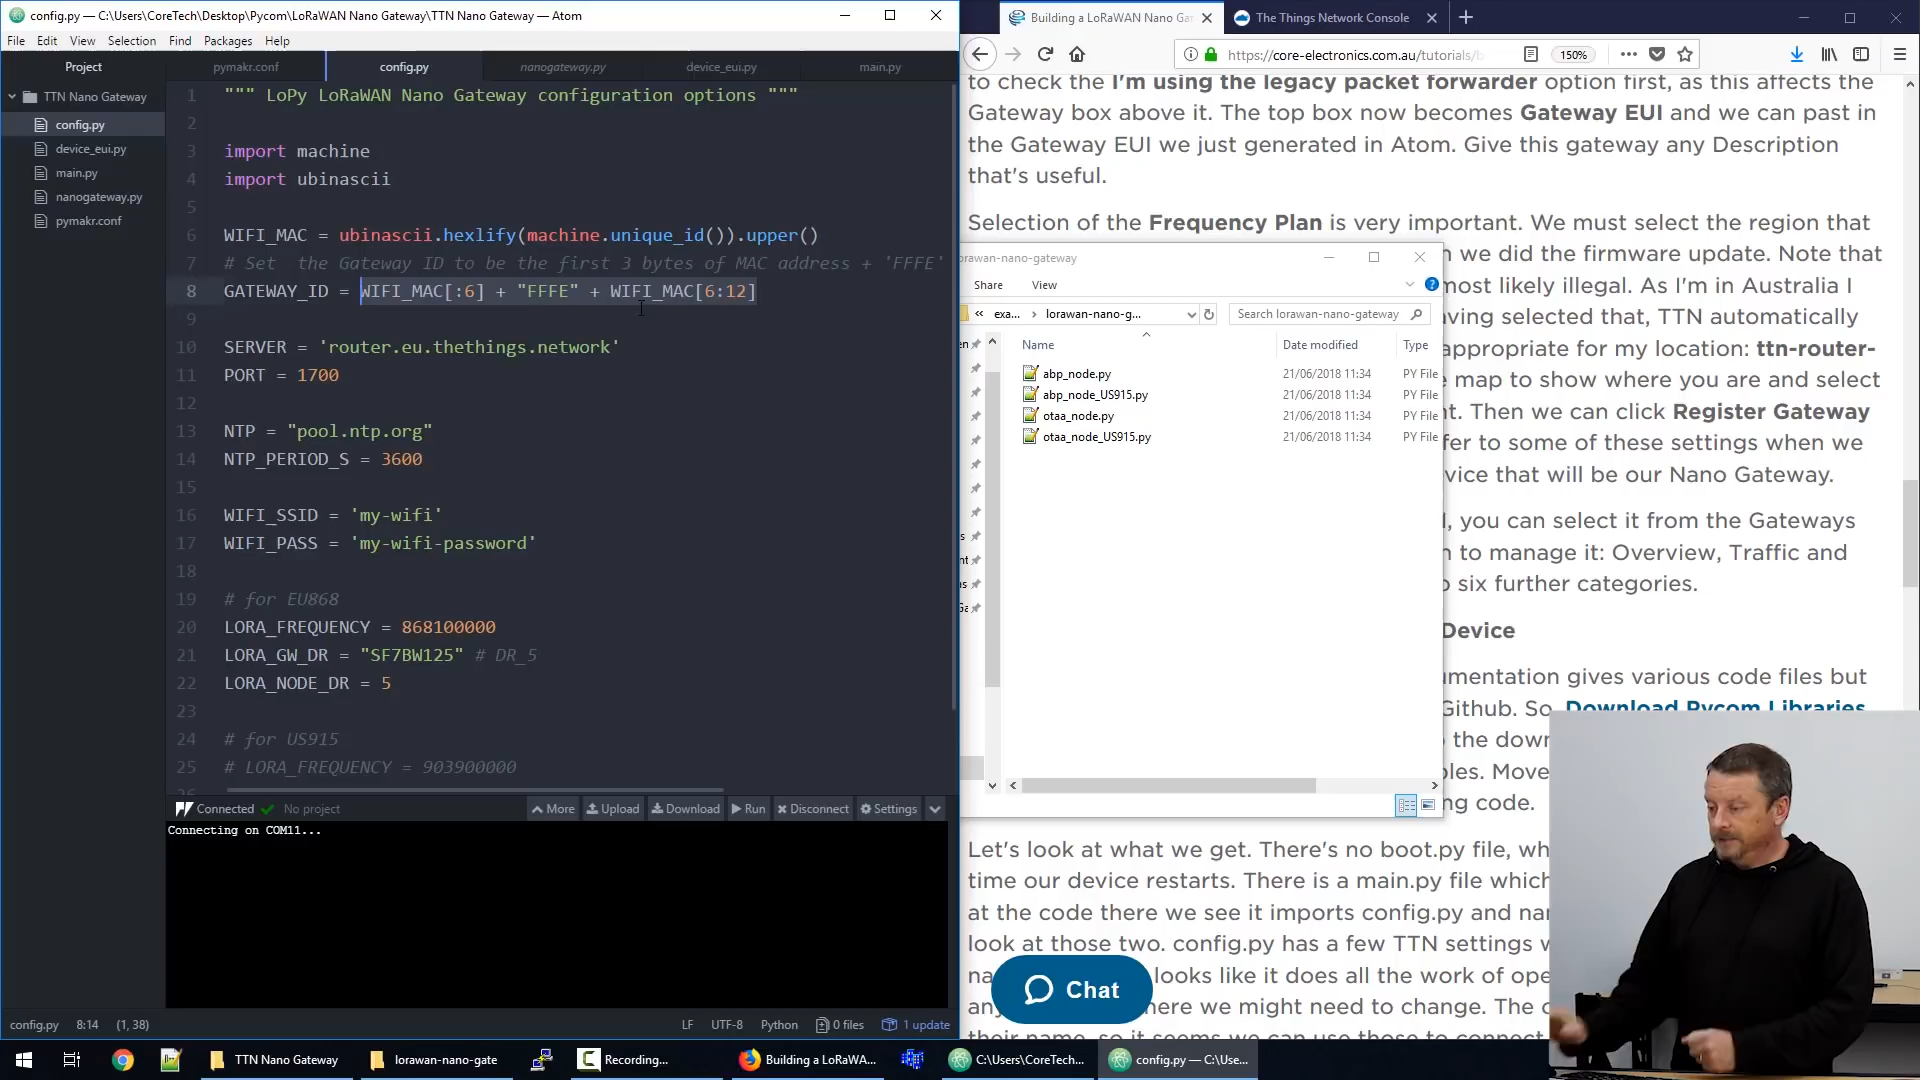 config.py — C:\Users\CoreTech\Desktop\Pycom\LoRaWAN Nano Gateway\TTN Nano Gateway — Atom
File Edit View Selection Find Packages Help
Project
TTN Nano Gateway
config.py
device_eui.py
main.py
nanogateway.py
pymakr.conf
pymakr.conf config.py nanogateway.py device_eui.py main.py
1 """ LoPy LoRaWAN Nano Gateway configuration options """
2
3 import machine
4 import ubinascii
5
6 WIFI_MAC = ubinascii.hexlify(machine.unique_id()).upper()
7 # Set  the Gateway ID to be the first 3 bytes of MAC address + 'FFFE'
8 GATEWAY_ID = WIFI_MAC[:6] + "FFFE" + WIFI_MAC[6:12]
9
10 SERVER = 'router.eu.thethings.network'
11 PORT = 1700
12
13 NTP = "pool.ntp.org"
14 NTP_PERIOD_S = 3600
15
16 WIFI_SSID = 'my-wifi'
17 WIFI_PASS = 'my-wifi-password'
18
19 # for EU868
20 LORA_FREQUENCY = 868100000
21 LORA_GW_DR = "SF7BW125" # DR_5
22 LORA_NODE_DR = 5
23
24 # for US915
25 # LORA_FREQUENCY = 903900000
Connected No project More Upload Download Run Disconnect Settings
Connecting on COM11...
config.py 8:14 (1, 38) LF UTF-8 Python 0 files 1 update
Building a LoRaWAN Nano Ga The Things Network Console
https://core-electronics.com.au/tutorials/b 150%
to check the I'm using the legacy packet forwarder option first, as this affects the
Gateway box above it. The top box now becomes Gateway EUI and we can past in
the Gateway EUI we just generated in Atom. Give this gateway any Description
that's useful.
Selection of the Frequency Plan is very important. We must select the region that
n we did the firmware update. Note that
most likely illegal. As I'm in Australia I
aving selected that, TTN automatically
appropriate for my location: ttn-router-
e map to show where you are and select
nt. Then we can click Register Gateway
efer to some of these settings when we
vice that will be our Nano Gateway.
l, you can select it from the Gateways
n to manage it: Overview, Traffic and
o six further categories.
Device
umentation gives various code files but
Github. So, Download Pycom Libraries
the down
ples. Move
ng code.
Let's look at what we get. There's no boot.py file, wh
time our device restarts. There is a main.py file which
at the code there we see it imports config.py and nan
look at those two. config.py has a few TTN settings w
na looks like it does all the work of ope
any here we might need to change. The o
their name, so it seems we can use those to connect
Chat
lorawan-nano-gateway
Share View
exa... lorawan-nano-g... Search lorawan-nano-gateway
Name Date modified Type
abp_node.py 21/06/2018 11:34 PY File
abp_node_US915.py 21/06/2018 11:34 PY File
otaa_node.py 21/06/2018 11:34 PY File
otaa_node_US915.py 21/06/2018 11:34 PY File
TTN Nano Gateway lorawan-nano-gate Recording... Building a LoRaWA... C:\Users\CoreTech\... config.py — C:\Use...